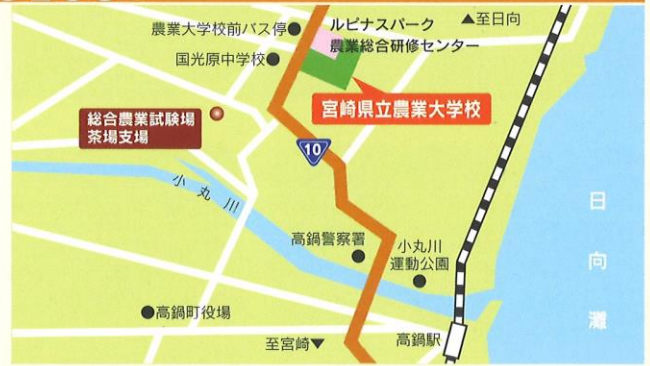 農業大学校前バス停
ルピナスパーク
農業総合研修センター
▲至日向
国光原中学校
宮崎県立農業大学校
総合農業試験場
茶場支場
10
小丸川
日向灘
高鍋警察署
小丸川
運動公園
高鍋町役場
至宮崎▼
高鍋駅